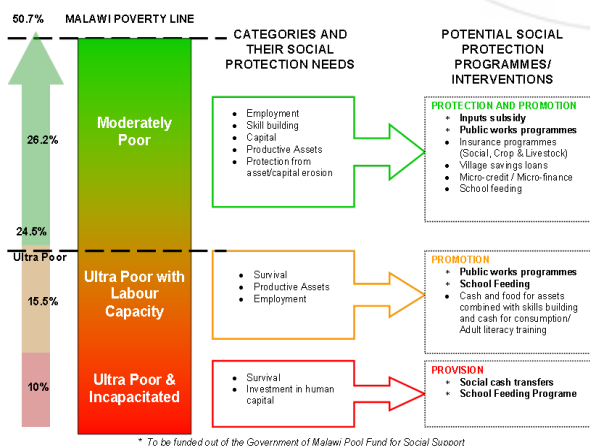 50.7%
MALAWI POVERTY LINE
CATEGORIES AND
THEIR SOCIAL
PROTECTION NEEDS
POTENTIAL SOCIAL
PROTECTION
PROGRAMMES/
INTERVENTIONS
26.2%
Moderately
Poor
● Employment
● Skill building
● Capital
● Productive Assets
● Protection from
asset/capital erosion
PROTECTION AND PROMOTION
* Inputs subsidy
* Public works programmes
● Insurance programmes
(Social, Crop & Livestock)
● Village savings loans
● Micro-credit / Micro-finance
● School feeding
24.5%
Ultra Poor
15.5%
Ultra Poor with
Labour
Capacity
● Survival
● Productive Assets
● Employment
PROMOTION
* Public works programmes
* School Feeding
● Cash and food for assets
combined with skills building
and cash for consumption/
Adult literacy training
10%
Ultra Poor &
Incapacitated
● Survival
● Investment in human
capital
PROVISION
* Social cash transfers
* School Feeding Programe
* To be funded out of the Government of Malawi Pool Fund for Social Support